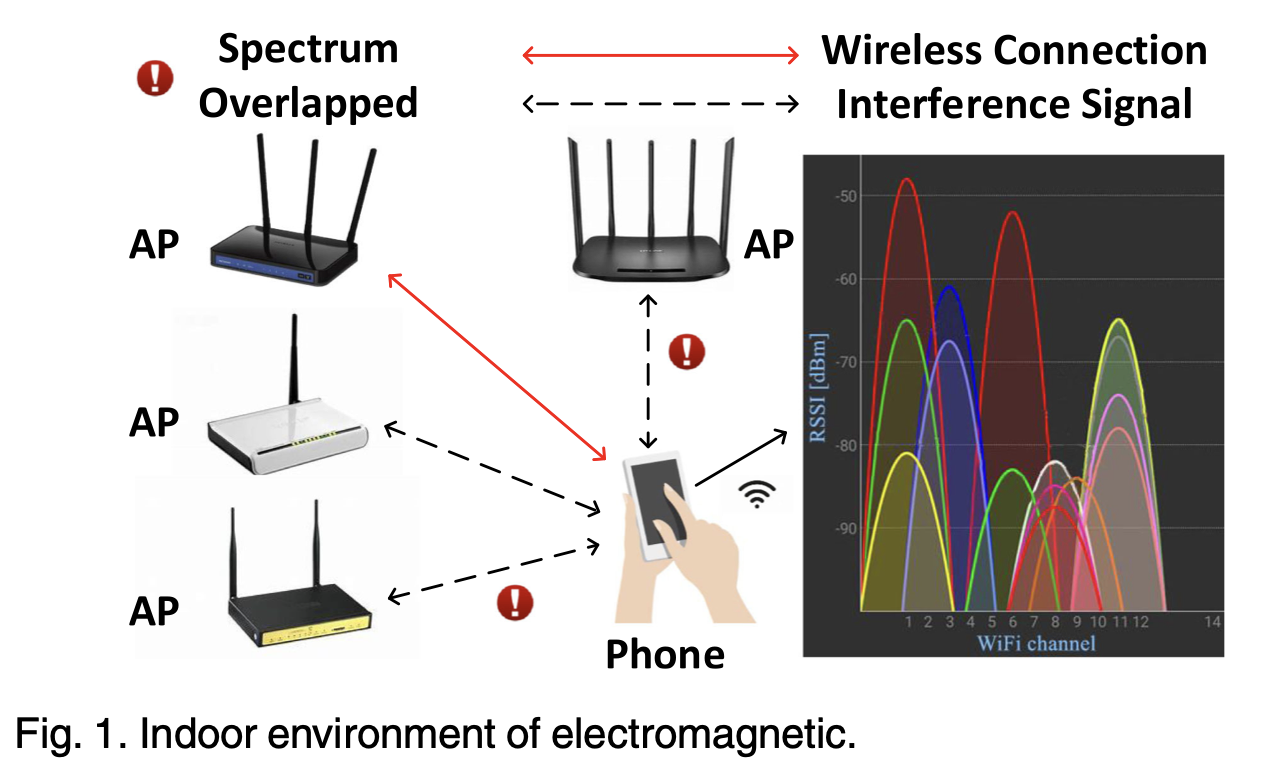 Spectrum
Overlapped
Wireless Connection
Interference Signal
AP
AP
AP
AP
Phone
-50
-60
-70
-80
-90
RSSI [dBm]
1 2 3 4 5 6 7 8 9 10 11 12 14
WiFi channel
Fig. 1. Indoor environment of electromagnetic.